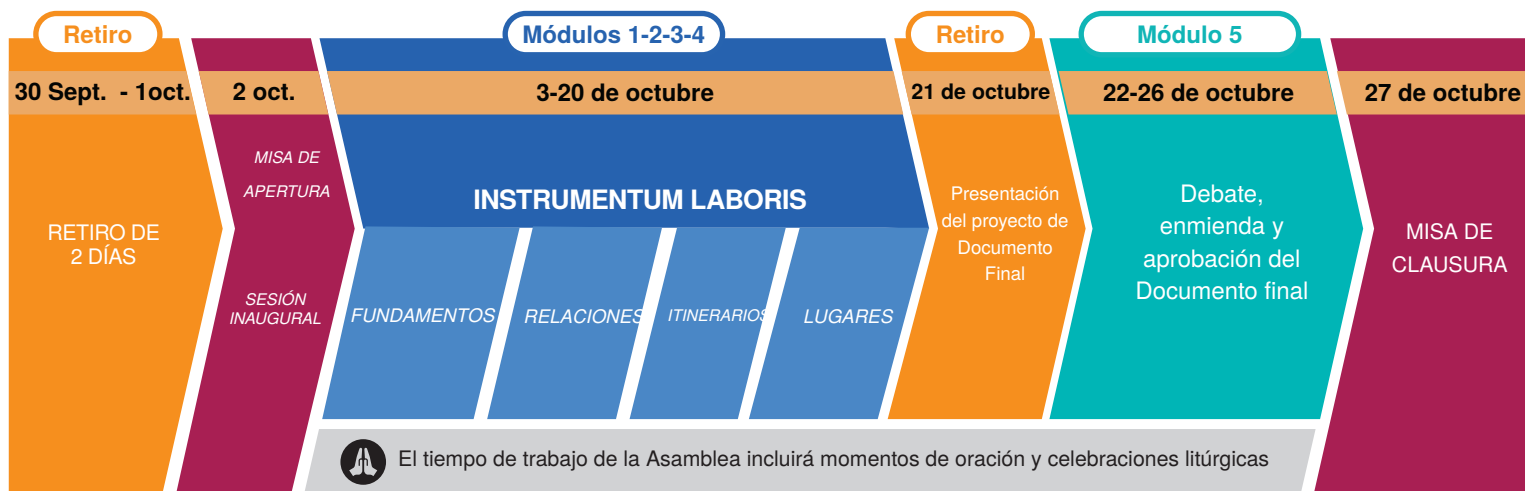 Retiro
Módulos 1-2-3-4
Retiro
Módulo 5
30 Sept. - 1oct.
2 oct.
3-20 de octubre
21 de octubre
22-26 de octubre
27 de octubre
RETIRO DE
2 DÍAS
MISA DE
APERTURA
SESIÓN
INAUGURAL
INSTRUMENTUM LABORIS
FUNDAMENTOS
RELACIONES
ITINERARIOS
LUGARES
Presentación
del proyecto de
Documento
Final
Debate,
enmienda y
aprobación del
Documento final
MISA DE
CLAUSURA
El tiempo de trabajo de la Asamblea incluirá momentos de oración y celebraciones litúrgicas